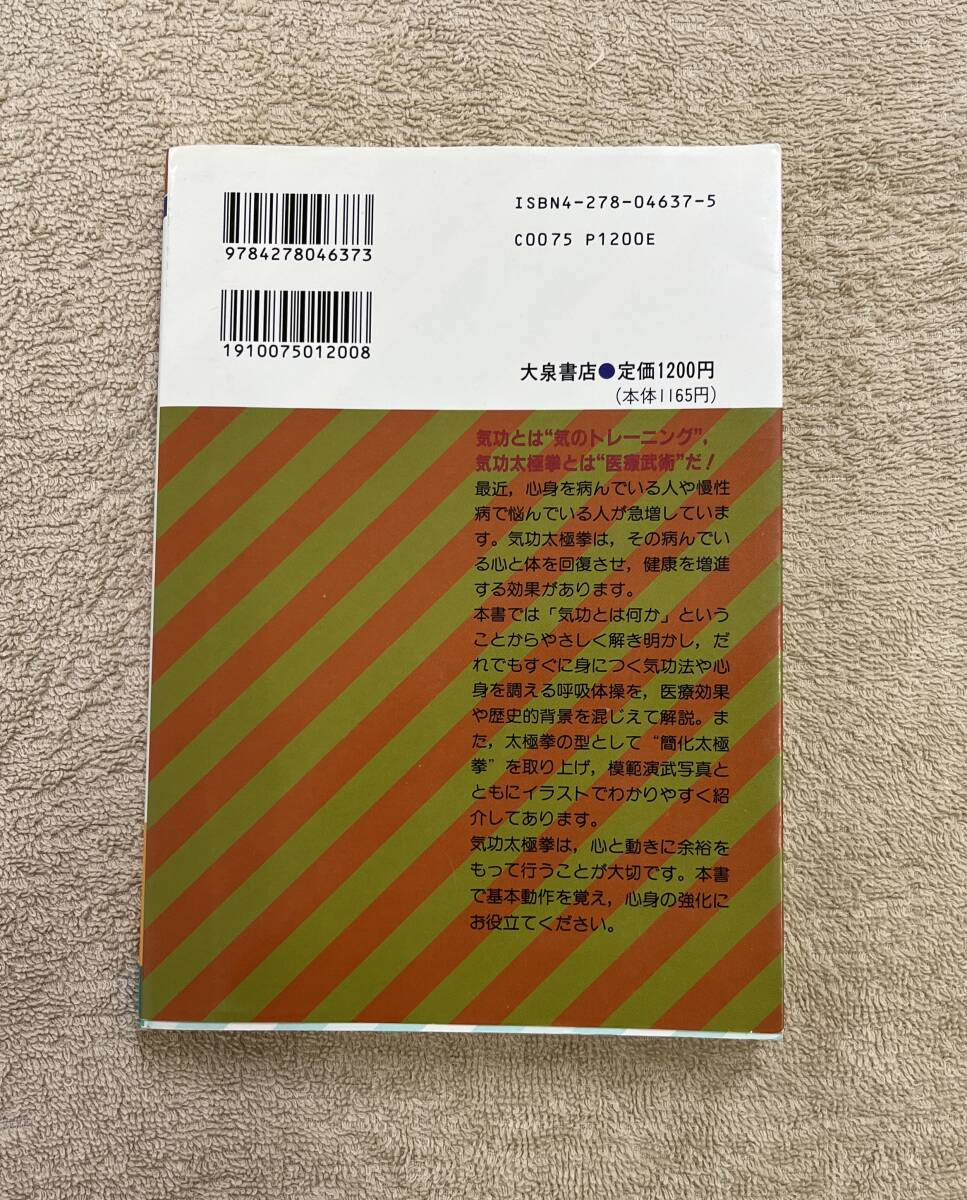 ISBN4-278-04637-5
C0075 P1200E
9784278046373
1910075012008
大泉書店●定価1200円
(本体1165円)
気功とは“気のトレーニング”,
気功太極拳とは“医療武術”だ!
最近,心身を病んでいる人や慢性
病で悩んでいる人が急増していま
す。気功太極拳は,その病んでい
る心と体を回復させ,健康を増進
する効果があります。
本書では「気功とは何か」という
ことからやさしく解き明かし,だ
れでもすぐに身につく気功法や心
身を調える呼吸体操を,医療効果
や歴史的背景を混じえて解説。ま
た,太極拳の型として“簡化太極
拳”を取り上げ,模範演武写真と
ともにイラストでわかりやすく紹
介してあります。
気功太極拳は,心と動きに余裕を
もって行うことが大切です。本書
で基本動作を覚え,心身の強化に
お役立てください。